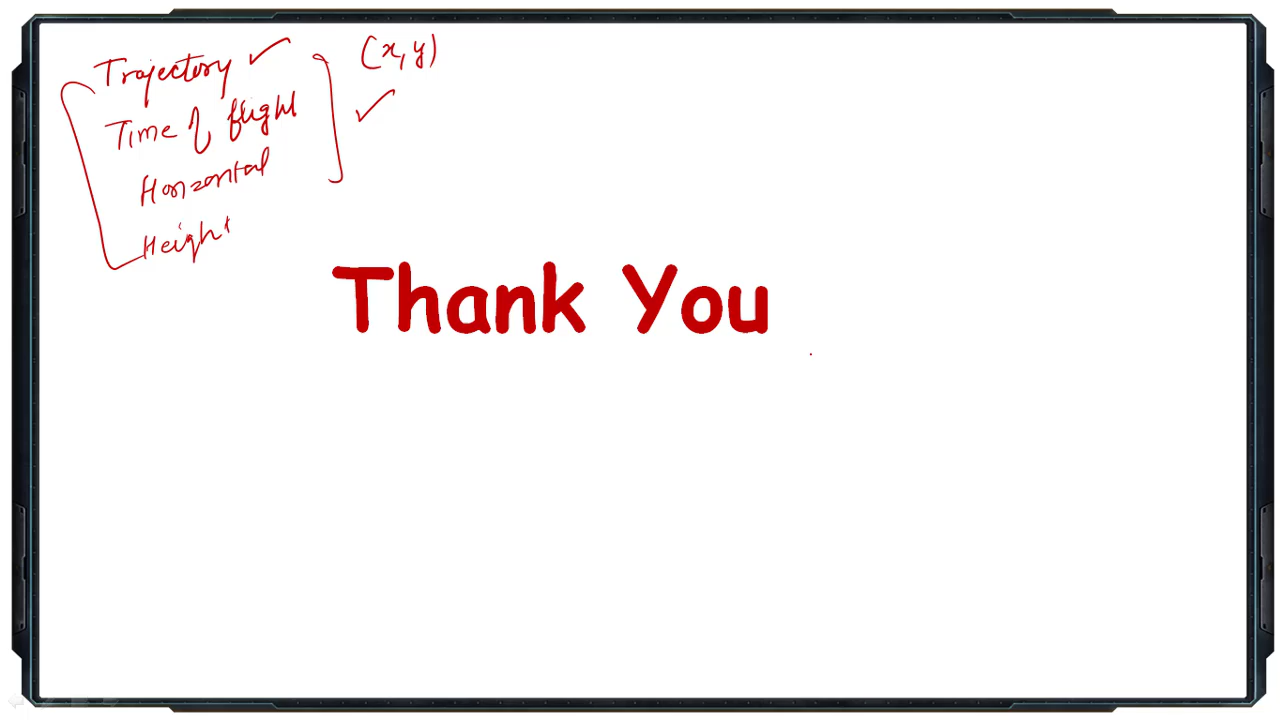 Trajectory ✓
(x, y)
Time of flight
✓
Horizontal
Height
Thank You